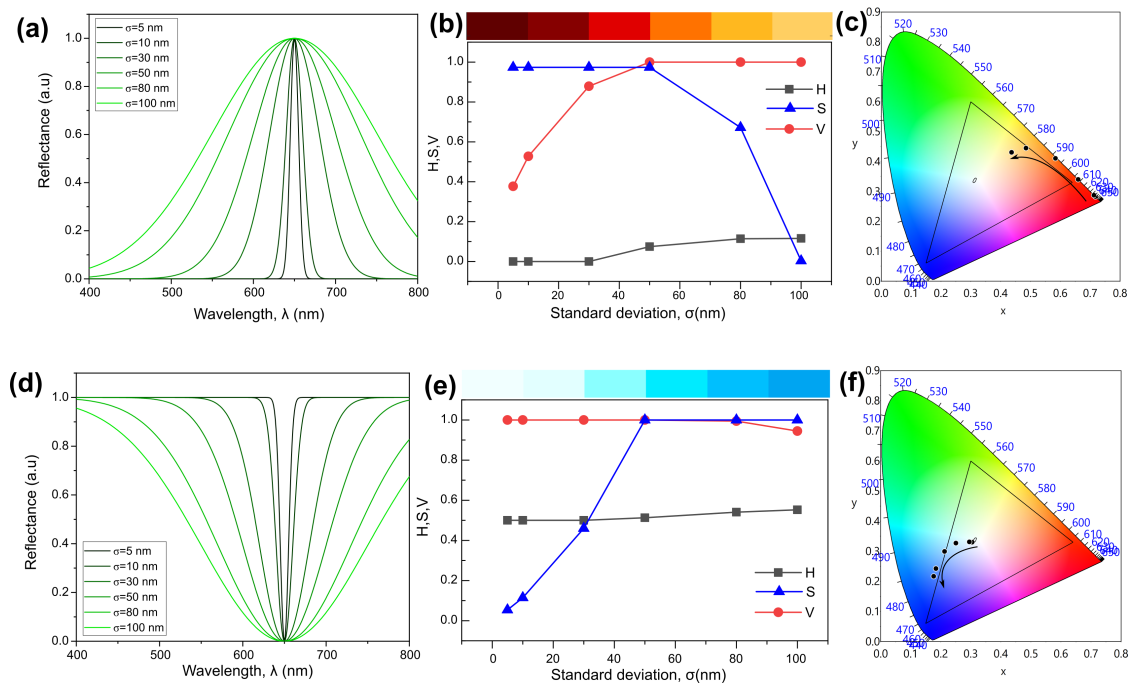 (a)
σ=5 nm
σ=10 nm
σ=30 nm
σ=50 nm
σ=80 nm
σ=100 nm
Reflectance (a.u)
1.0
0.8
0.6
0.4
0.2
0.0
400 500 600 700 800
Wavelength, λ (nm)
(b)
H
S
V
H,S,V
1.0
0.8
0.6
0.4
0.2
0.0
0 20 40 60 80 100
Standard deviation, σ(nm)
(c)
0.9
0.8
0.7
0.6
0.5
0.4
0.3
0.2
0.1
0.0
y
520
530
540
550
560
570
580
590
600
610
620
510
500
490
480
470
0.0 0.1 0.2 0.3 0.4 0.5 0.6 0.7 0.8
x
(d)
Reflectance (a.u)
1.0
0.8
0.6
0.4
0.2
0.0
σ=5 nm
σ=10 nm
σ=30 nm
σ=50 nm
σ=80 nm
σ=100 nm
400 500 600 700 800
Wavelength, λ (nm)
(e)
H,S,V
1.0
0.8
0.6
0.4
0.2
0.0
H
S
V
0 20 40 60 80 100
Standard deviation, σ(nm)
(f)
0.9
0.8
0.7
0.6
0.5
0.4
0.3
0.2
0.1
0.0
y
520
530
540
550
560
570
580
590
600
610
620
510
500
490
480
470
0.0 0.1 0.2 0.3 0.4 0.5 0.6 0.7 0.8
x